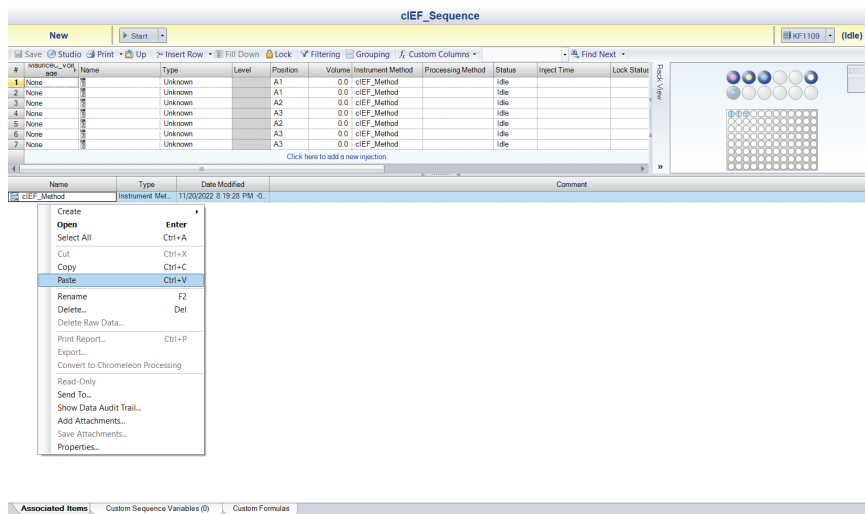 cIEF_Sequence
New Start KF1109 (Idle)
Save Studio Print Up Insert Row Fill Down Lock Filtering Grouping Custom Columns Find Next
# MauriceC_Voltage Name Type Level Position Volume Instrument Method Processing Method Status Inject Time Lock Status
1 None Unknown A1 0.0 cIEF_Method Idle
2 None Unknown A1 0.0 cIEF_Method Idle
3 None Unknown A2 0.0 cIEF_Method Idle
4 None Unknown A3 0.0 cIEF_Method Idle
5 None Unknown A3 0.0 cIEF_Method Idle
6 None Unknown A2 0.0 cIEF_Method Idle
7 None Unknown A3 0.0 cIEF_Method Idle
Click here to add a new injection
Rack View
Name Type Date Modified Comment
cIEF_Method Instrument Met... 11/20/2022 8:19:28 PM -0...
Create
Open Enter
Select All Ctrl+A
Cut Ctrl+X
Copy Ctrl+C
Paste Ctrl+V
Rename F2
Delete... Del
Delete Raw Data...
Print Report... Ctrl+P
Export...
Convert to Chromeleon Processing
Read-Only
Send To...
Show Data Audit Trail...
Add Attachments...
Save Attachments...
Properties...
Associated Items Custom Sequence Variables (0) Custom Formulas